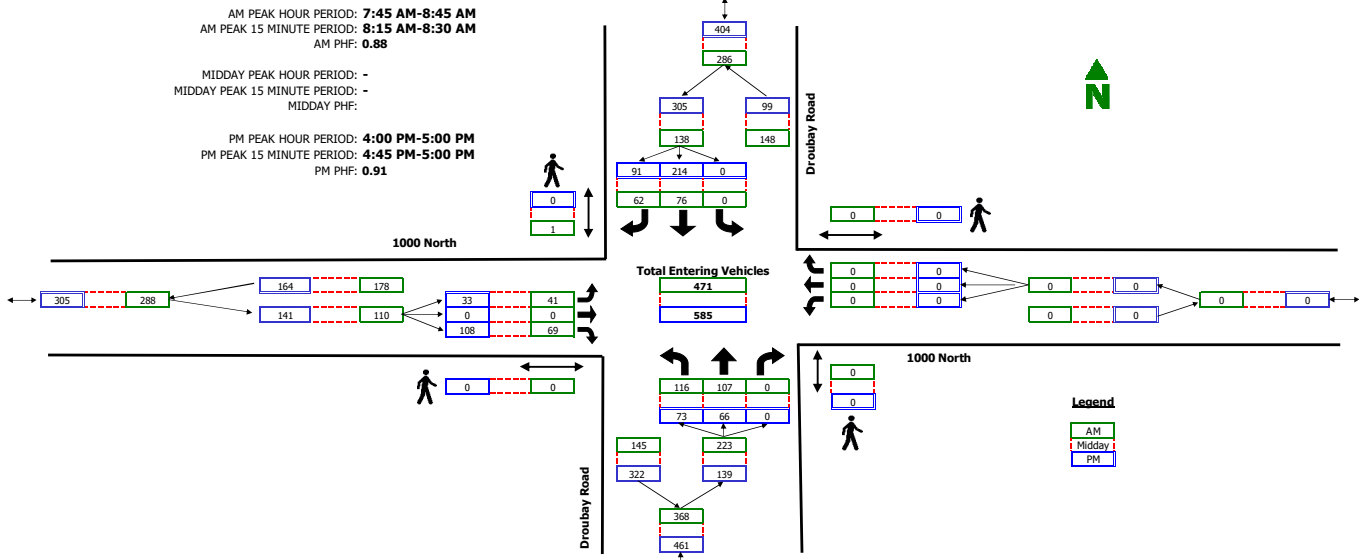 AM PEAK HOUR PERIOD: 7:45 AM-8:45 AM
AM PEAK 15 MINUTE PERIOD: 8:15 AM-8:30 AM
AM PHF: 0.88
MIDDAY PEAK HOUR PERIOD: -
MIDDAY PEAK 15 MINUTE PERIOD: -
MIDDAY PHF:
PM PEAK HOUR PERIOD: 4:00 PM-5:00 PM
PM PEAK 15 MINUTE PERIOD: 4:45 PM-5:00 PM
PM PHF: 0.91
404
286
305 99
138 148
91 214 0
62 76 0
Droubay Road
N
0
1
0 0
1000 North
Total Entering Vehicles
471
585
305 288
164 178
141 110
33 41
0 0
108 69
0 0
0 0
0 0
0 0
0 0
0 0
1000 North
0 0
116 107 0
73 66 0
145 223
322 139
368
461
Droubay Road
0
0
Legend
AM
Midday
PM